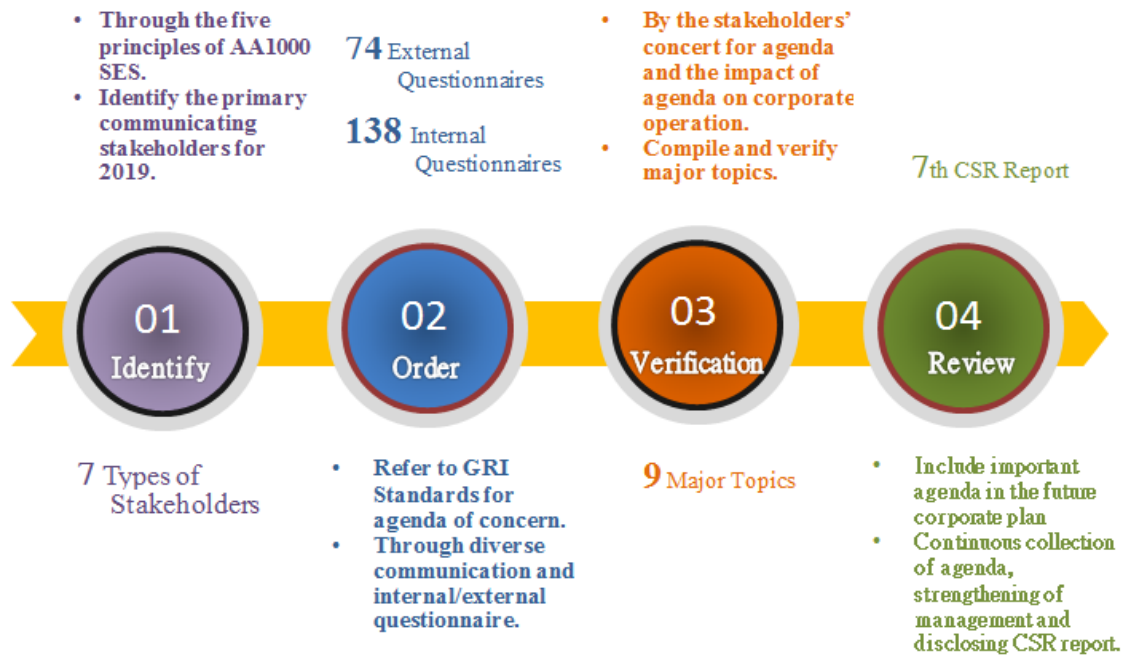 • Through the five
principles of AA1000
SES.
• Identify the primary
communicating
stakeholders for
2019.
74 External
Questionnaires
138 Internal
Questionnaires
• By the stakeholders'
concert for agenda
and the impact of
agenda on corporate
operation.
• Compile and verify
major topics.
7th CSR Report
01
Identify
02
Order
03
Verification
04
Review
7 Types of
Stakeholders
• Refer to GRI
Standards for
agenda of concern.
• Through diverse
communication and
internal/external
questionnaire.
9 Major Topics
• Include important
agenda in the future
corporate plan
• Continuous collection
of agenda,
strengthening of
management and
disclosing CSR report.